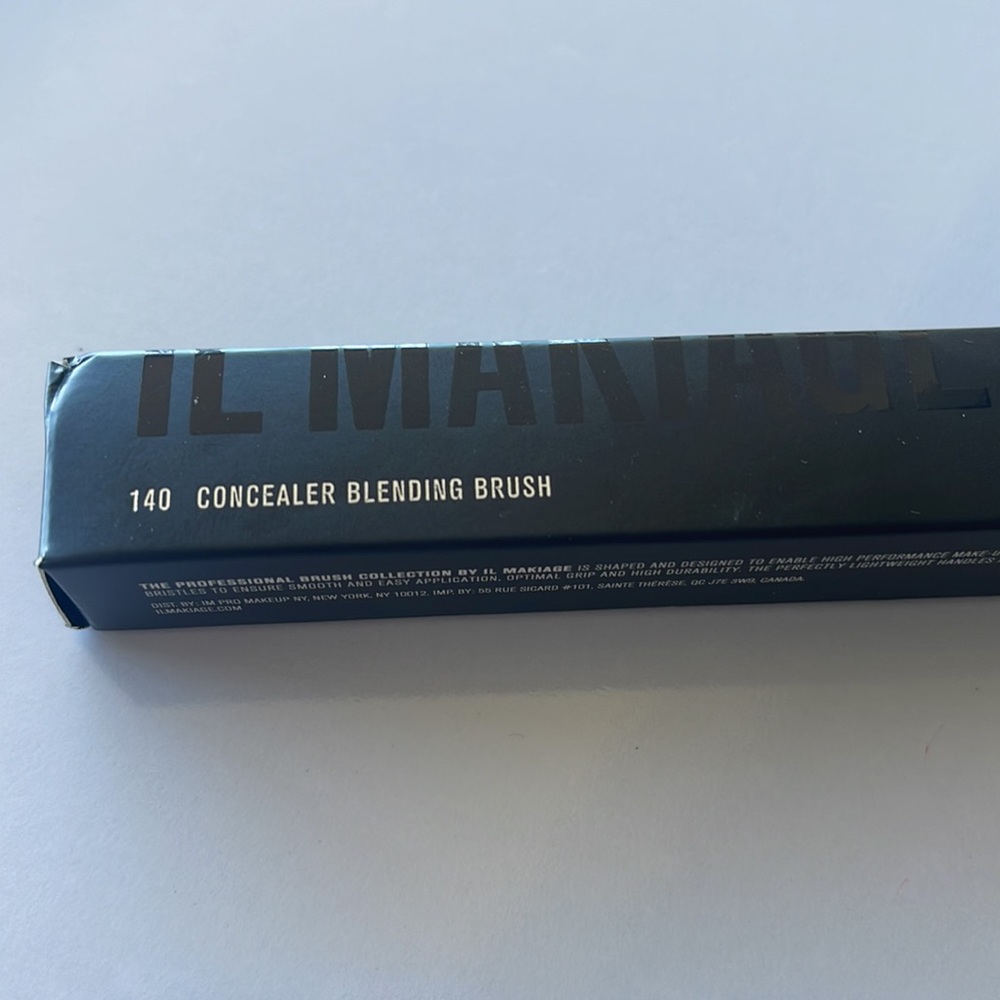 IL MAKIAGE
140 CONCEALER BLENDING BRUSH
THE PROFESSIONAL BRUSH COLLECTION BY IL MAKIAGE IS SHAPED AND DESIGNED TO ENABLE HIGH PERFORMANCE MAKE-
BRISTLES TO ENSURE SMOOTH AND EASY APPLICATION, OPTIMAL GRIP AND HIGH DURABILITY. THE PERFECTLY LIGHTWEIGHT HANDLES
DIST. BY: IM PRO MAKEUP NY, NEW YORK, NY 10012. IMP. BY: 55 RUE SICARD #101, SAINTE THÉRÈSE, QC J7E 3W9, CANADA.
ILMAKIAGE.COM